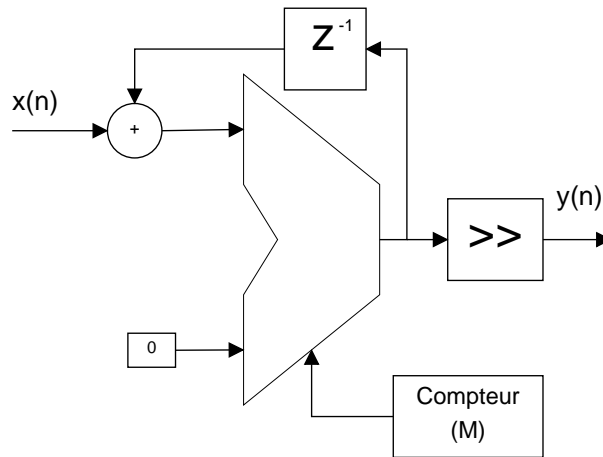 z⁻¹
x(n)
+
y(n)
>>
0
Compteur
(M)